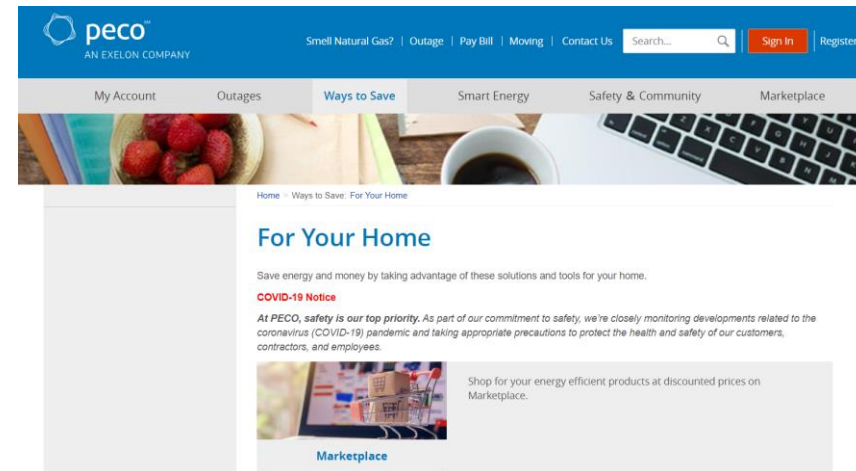 peco℠
AN EXELON COMPANY
Smell Natural Gas? | Outage | Pay Bill | Moving | Contact Us
Search...
Sign In
Register
My Account
Outages
Ways to Save
Smart Energy
Safety & Community
Marketplace
Home > Ways to Save: For Your Home
For Your Home
Save energy and money by taking advantage of these solutions and tools for your home.
COVID-19 Notice
At PECO, safety is our top priority. As part of our commitment to safety, we're closely monitoring developments related to the
coronavirus (COVID-19) pandemic and taking appropriate precautions to protect the health and safety of our customers,
contractors, and employees.
Shop for your energy efficient products at discounted prices on
Marketplace.
Marketplace